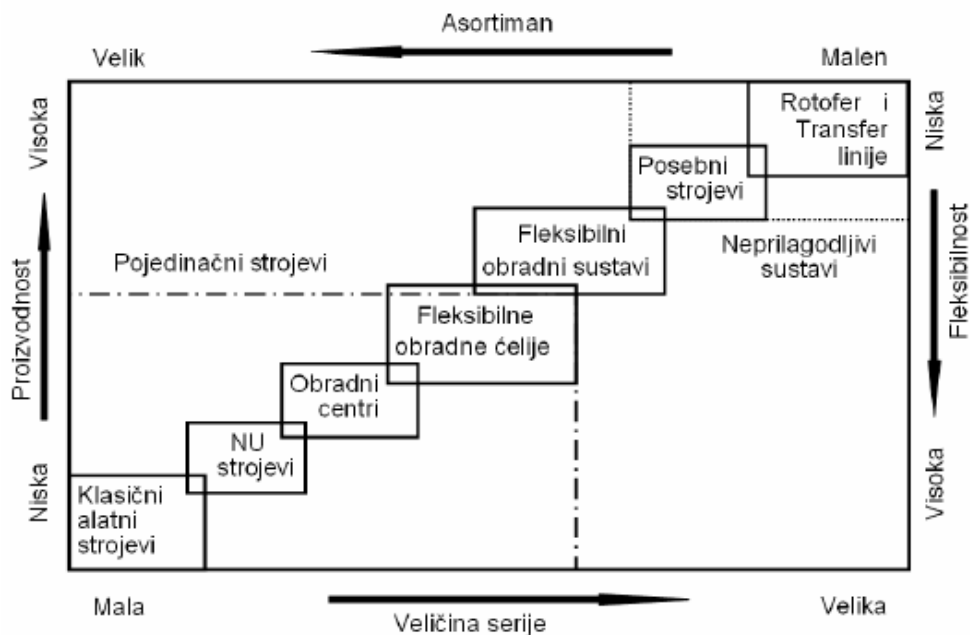 Asortiman
Velik
Malen
Visoka
Proizvodnost
Niska
Niska
Fleksibilnost
Visoka
Rotofer i
Transfer
linije
Posebni
strojevi
Fleksibilni
obradni sustavi
Neprilagodljivi
sustavi
Pojedinačni strojevi
Fleksibilne
obradne ćelije
Obradni
centri
NU
strojevi
Klasični
alatni
strojevi
Mala
Velika
Veličina serije